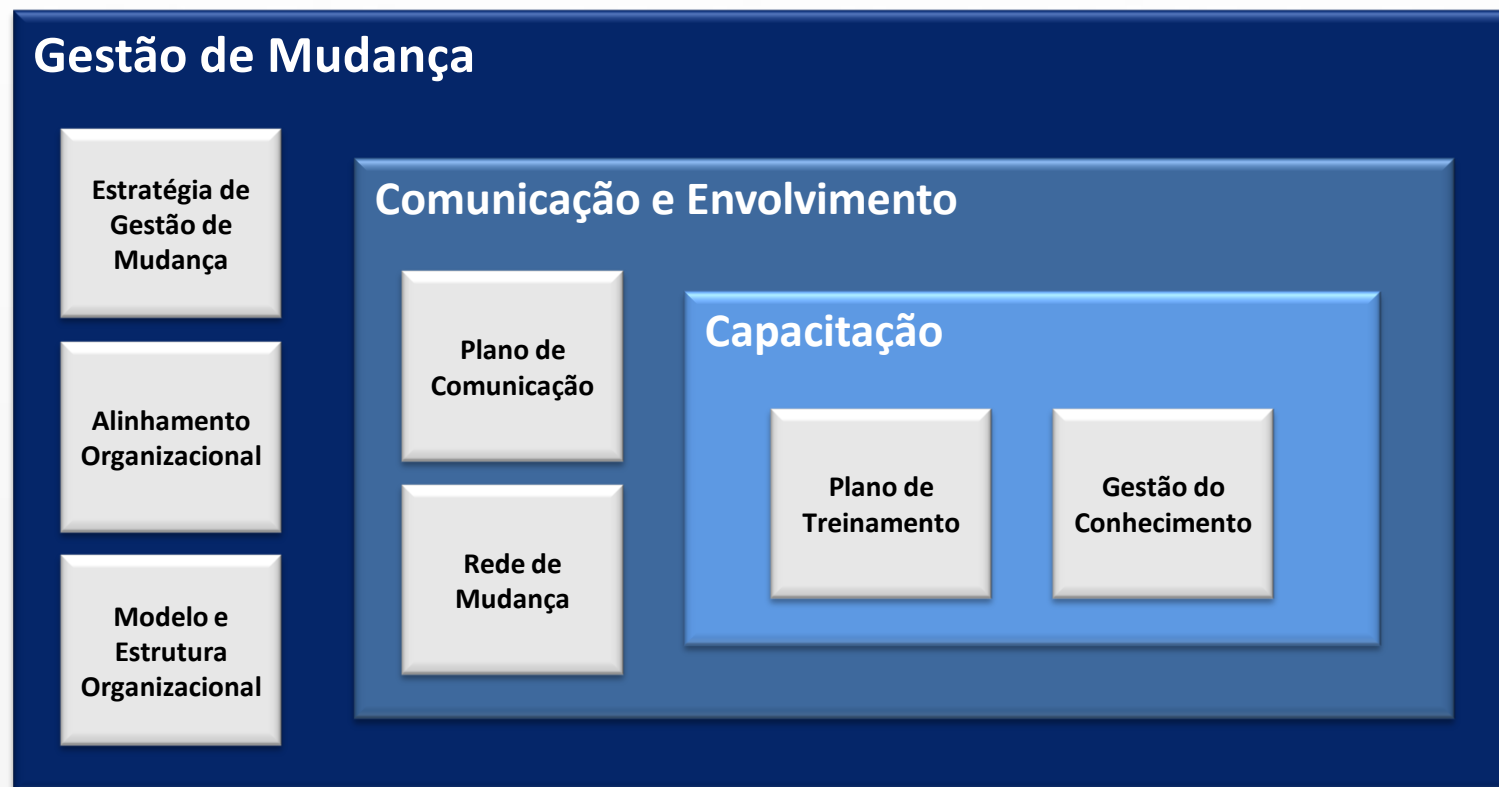 Gestão de Mudança
Estratégia de
Gestão de
Mudança
Alinhamento
Organizacional
Modelo e
Estrutura
Organizacional
Comunicação e Envolvimento
Plano de
Comunicação
Rede de
Mudança
Capacitação
Plano de
Treinamento
Gestão do
Conhecimento